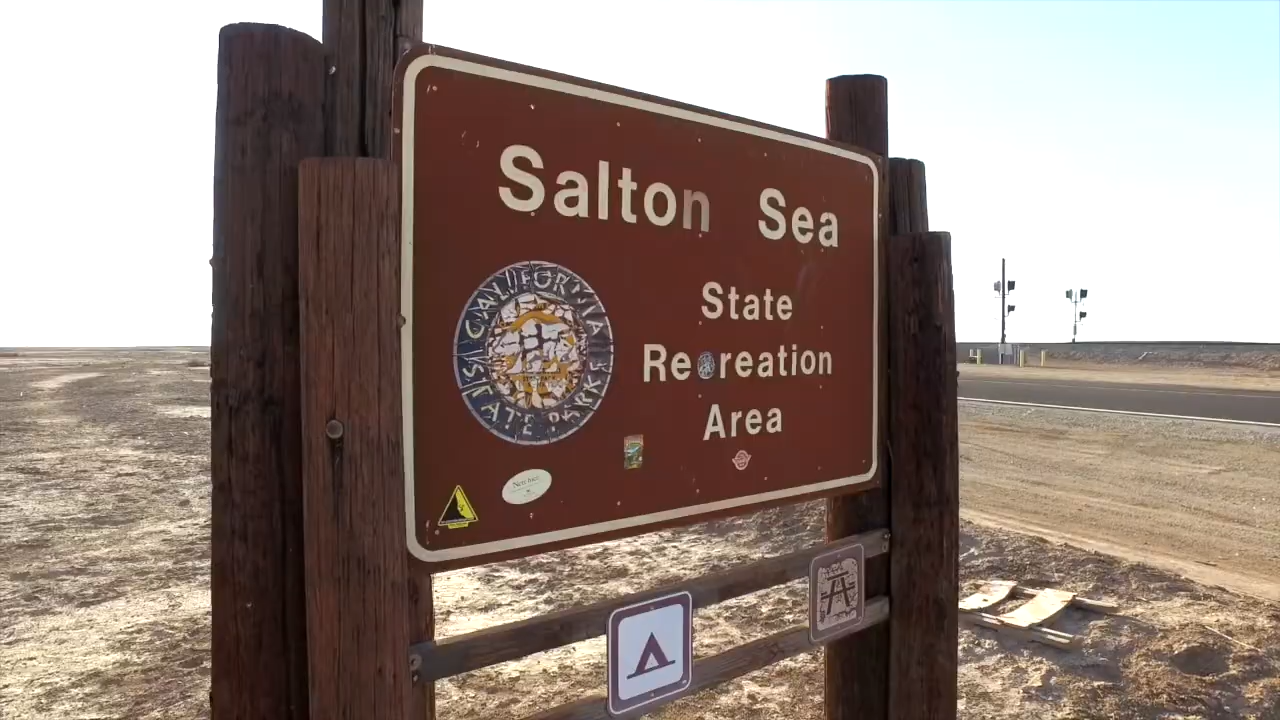 Salton Sea
State
Recreation
Area
CALIFORNIA
STATE PARKS